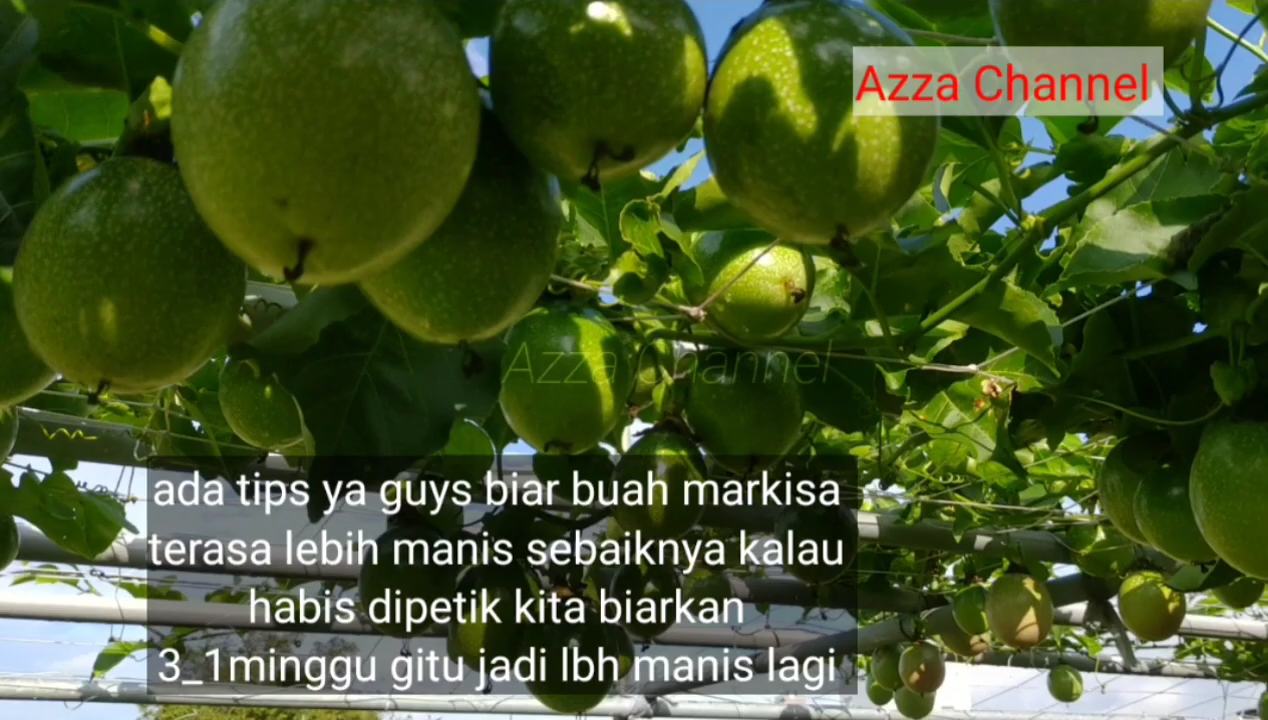 Azza Channel
Azza Channel
ada tips ya guys biar buah markisa
terasa lebih manis sebaiknya kalau
habis dipetik kita biarkan
3_1minggu gitu jadi lbh manis lagi